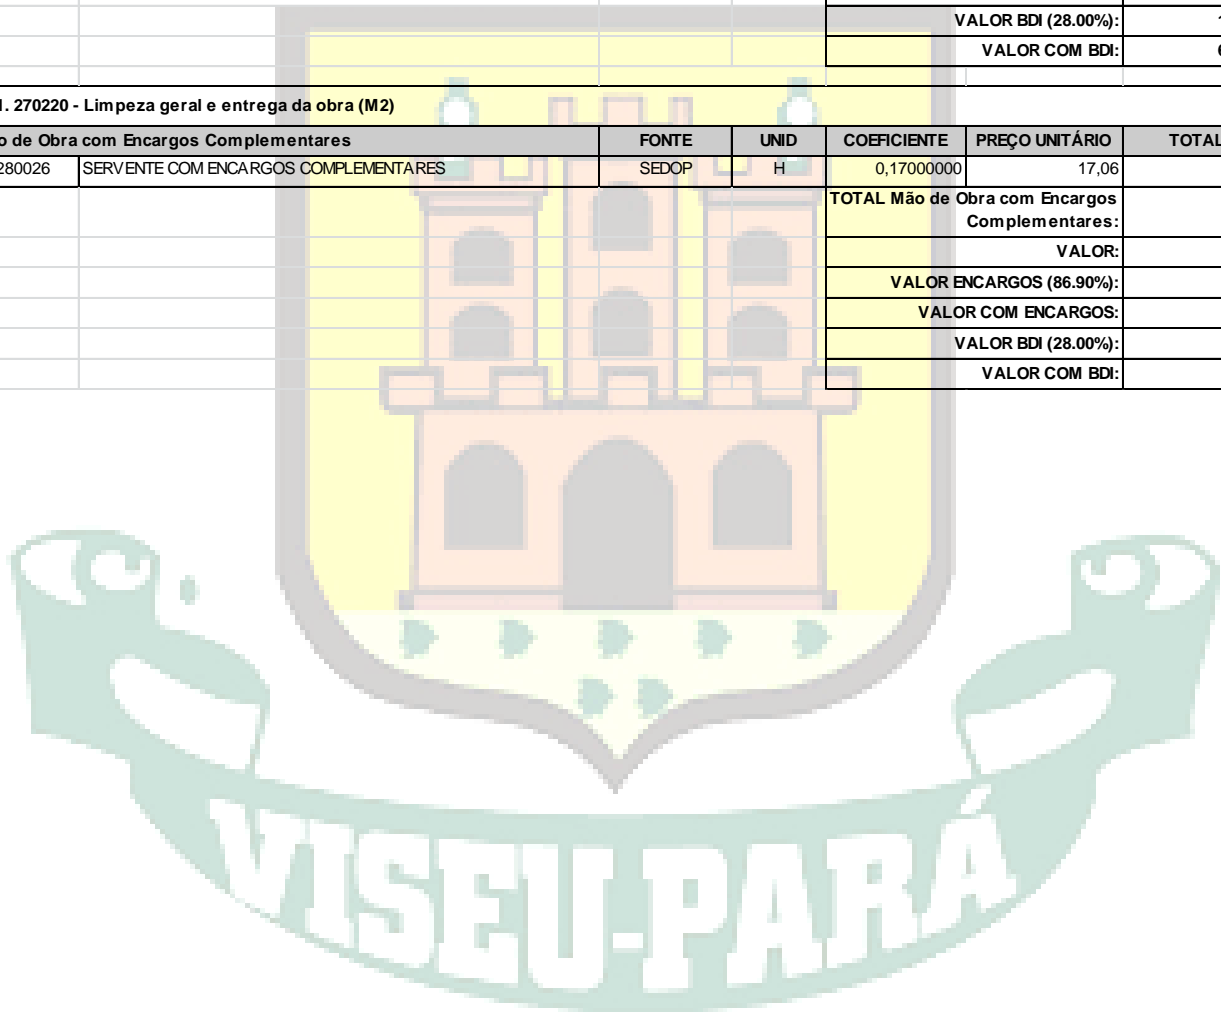 VALOR BDI (28.00%):
VALOR COM BDI:
. 270220 - Limpeza geral e entrega da obra (M2)
de Obra com Encargos Complementares FONTE UNID COEFICIENTE PREÇO UNITÁRIO TOTAL
280026 SERVENTE COM ENCARGOS COMPLEMENTARES SEDOP H 0,17000000 17,06
TOTAL Mão de Obra com Encargos
Complementares:
VALOR:
VALOR ENCARGOS (86.90%):
VALOR COM ENCARGOS:
VALOR BDI (28.00%):
VALOR COM BDI:
VISEU-PARÁ